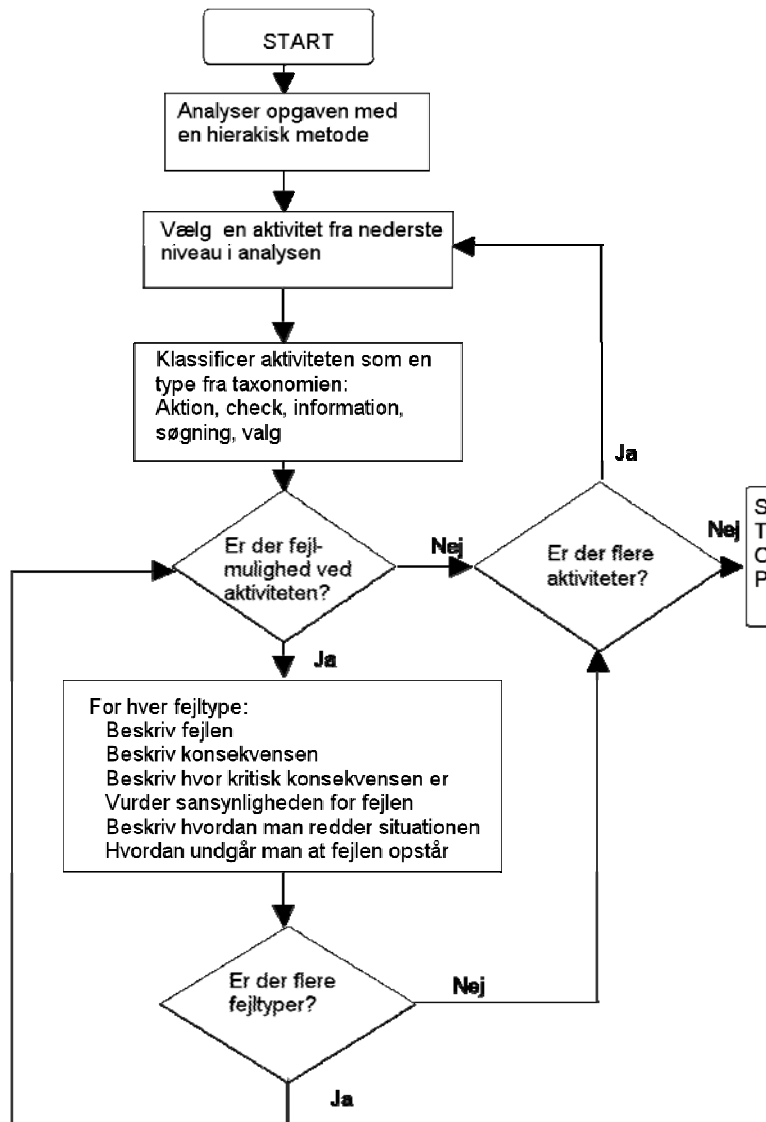 START
Analyser opgaven med
en hierakisk metode
Vælg en aktivitet fra nederste
niveau i analysen
Klassificer aktiviteten som en
type fra taxonomien:
Aktion, check, information,
søgning, valg
Ja
Er der fejl-
mulighed ved
aktiviteten?
Nej
Er der flere
aktiviteter?
Nej
S
T
O
P
Ja
For hver fejltype:
Beskriv fejlen
Beskriv konsekvensen
Beskriv hvor kritisk konsekvensen er
Vurder sansynligheden for fejlen
Beskriv hvordan man redder situationen
Hvordan undgår man at fejlen opstår
Er der flere
fejltyper?
Nej
Ja